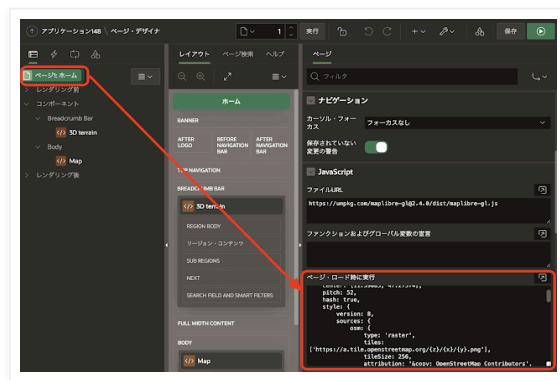 アプリケーション148 \ ページ・デザイナ
1
実行
保存
レイアウト
ページ検索
ヘルプ
ページ
ページ1: ホーム
レンダリング前
コンポーネント
Breadcrumb Bar
3D terrain
Body
Map
レンダリング後
ホーム
BANNER
AFTER LOGO
BEFORE NAVIGATION BAR
AFTER NAVIGATION BAR
TOP NAVIGATION
BREADCRUMB BAR
3D terrain
REGION BODY
リージョン・コンテンツ
SUB REGIONS
NEXT
SEARCH FIELD AND SMART FILTERS
FULL WIDTH CONTENT
BODY
Map
フィルタ
ナビゲーション
カーソル・フォーカス
フォーカスなし
保存されていない変更の警告
JavaScript
ファイルURL
https://unpkg.com/maplibre-gl@2.4.0/dist/maplibre-gl.js
ファンクションおよびグローバル変数の宣言
ページ・ロード時に実行
pitch: 52,
hash: true,
style: {
version: 8,
sources: {
osm: {
type: 'raster',
tiles:
['https://a.tile.openstreetmap.org/{z}/{x}/{y}.png'],
tileSize: 256,
attribution: '&copy; OpenStreetMap Contributors',